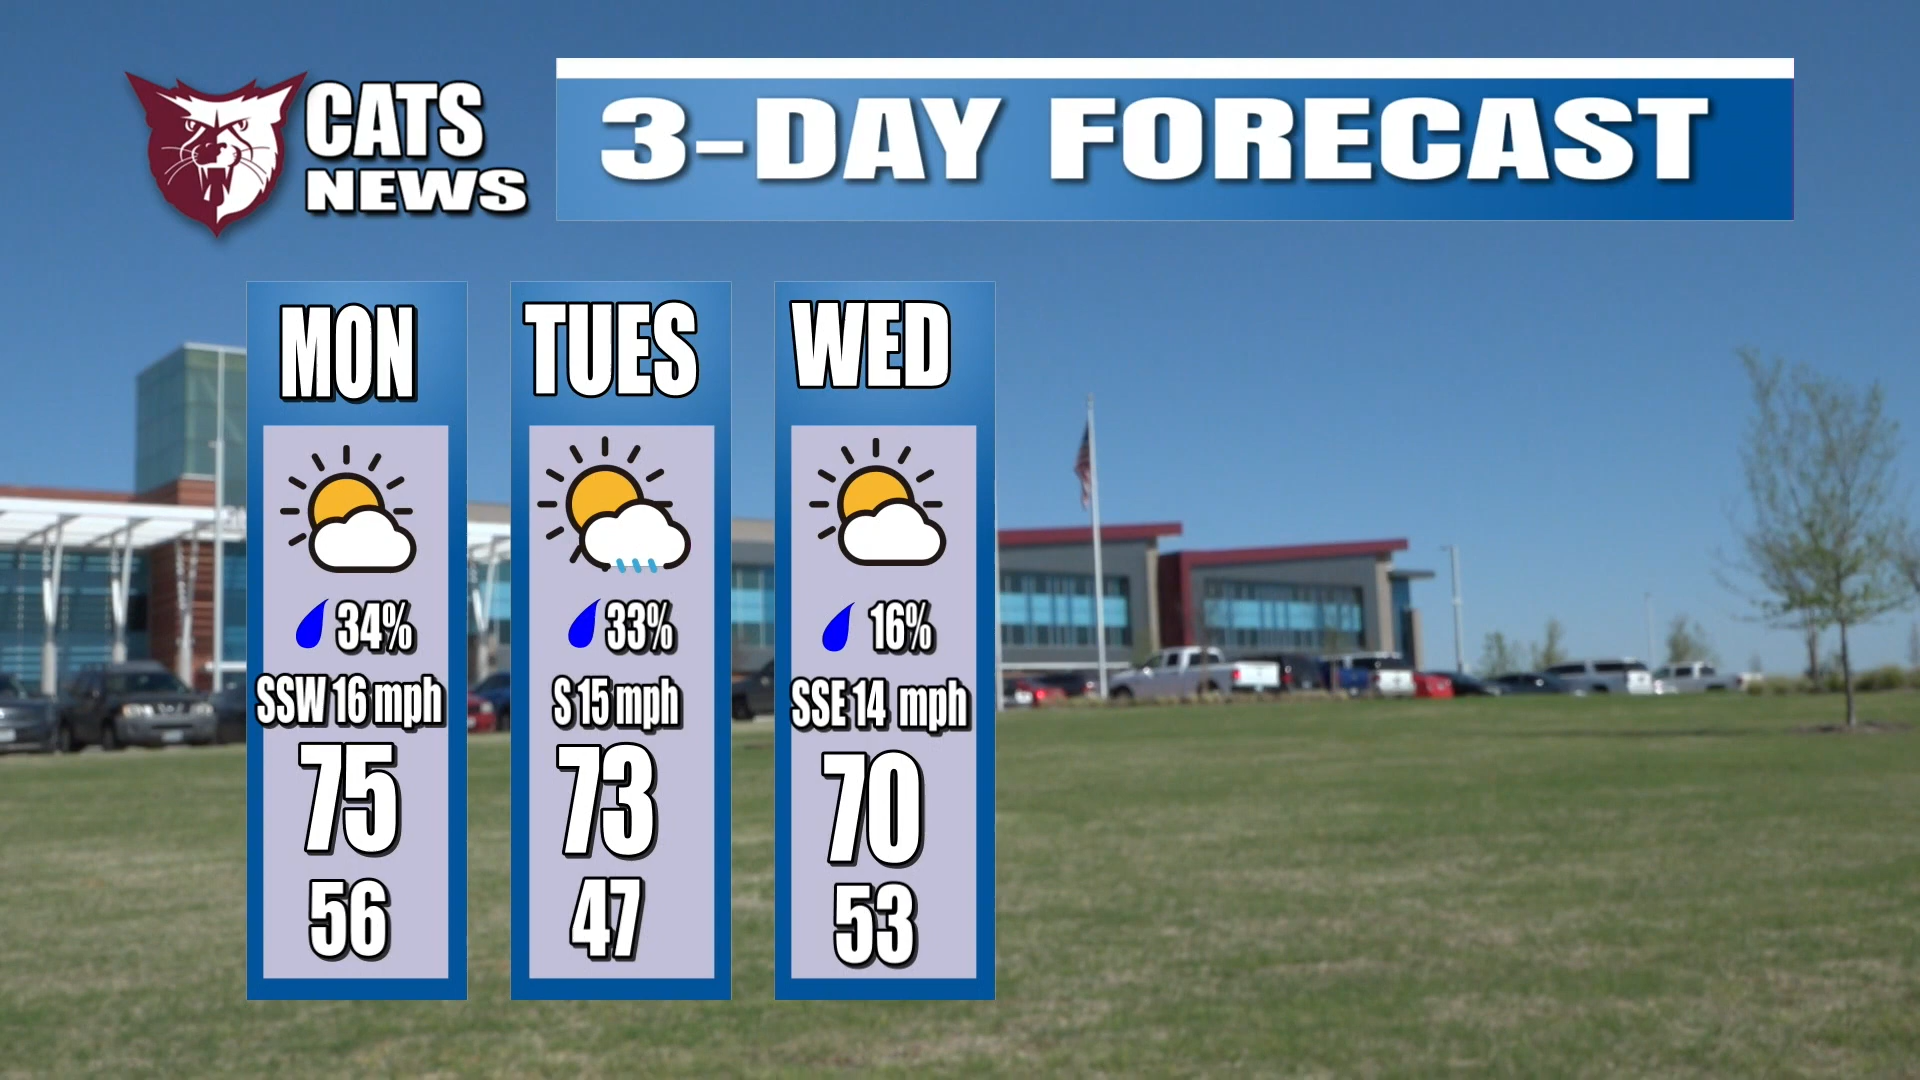 CATS
NEWS
3-DAY FORECAST
MON
34%
SSW 16 mph
75
56
TUES
33%
S 15 mph
73
47
WED
16%
SSE 14 mph
70
53